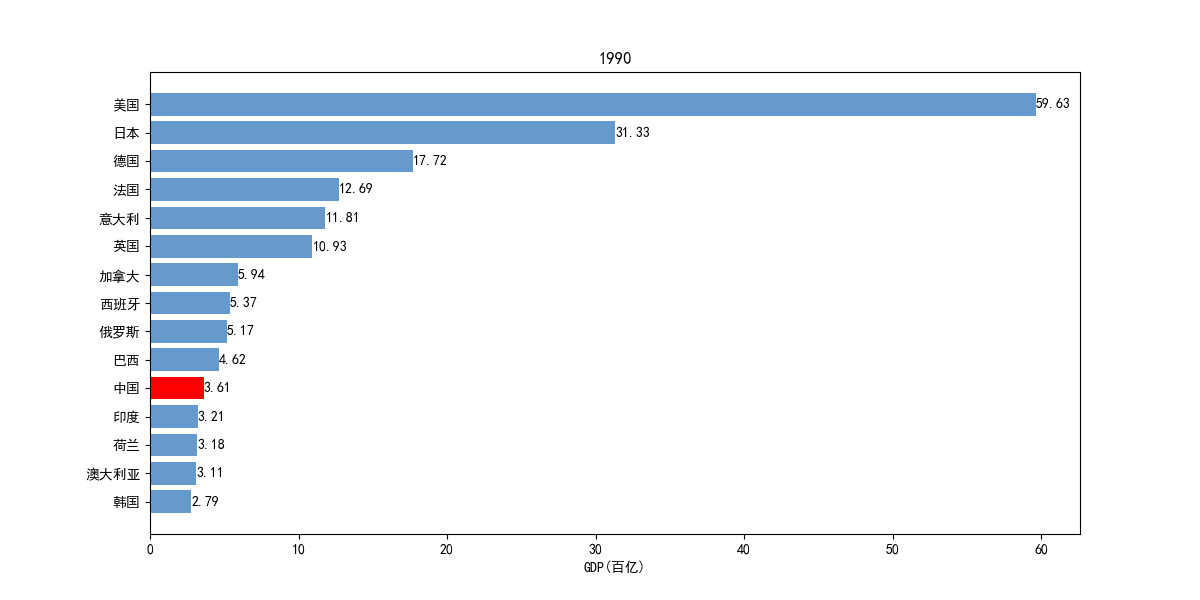 1990
美国 59.63
日本 31.33
德国 17.72
法国 12.69
意大利 11.81
英国 10.93
加拿大 5.94
西班牙 5.37
俄罗斯 5.17
巴西 4.62
中国 3.61
印度 3.21
荷兰 3.18
澳大利亚 3.11
韩国 2.79
0 10 20 30 40 50 60
GDP(百亿)